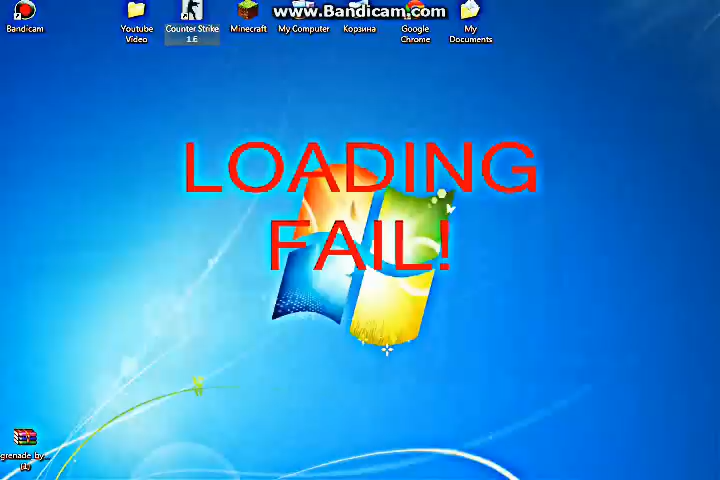 www.Bandicam.com
Bandicam
Youtube
Video
Counter Strike
1.6
Minecraft
My Computer
Корзина
Google
Chrome
My
Documents
LOADING
FAIL!
grenade_by_...
(1)